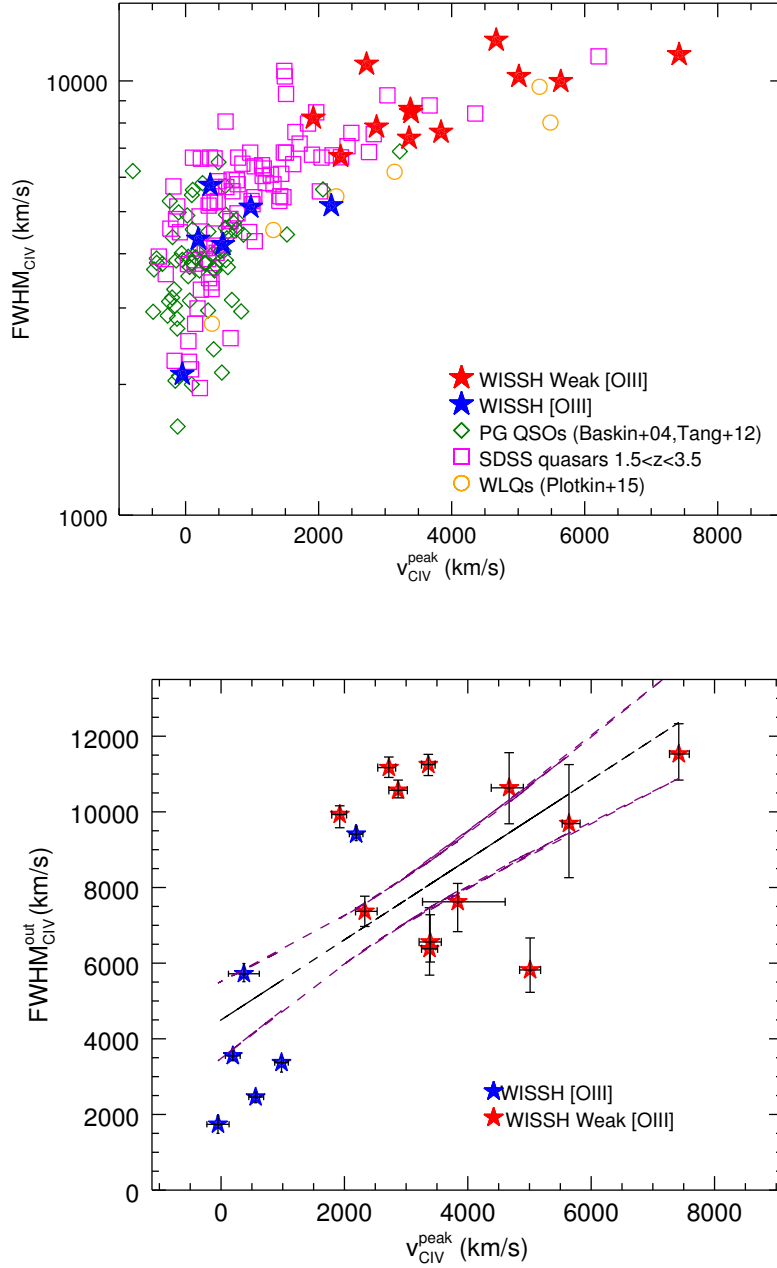 10000
FWHM_CIV (km/s)
WISSH Weak [OIII]
WISSH [OIII]
PG QSOs (Baskin+04,Tang+12)
SDSS quasars 1.5<z<3.5
WLQs (Plotkin+15)
1000
0 2000 4000 6000 8000
v_CIV^peak (km/s)
12000
10000
8000
FWHM_CIV^out (km/s)
6000
4000
WISSH [OIII]
WISSH Weak [OIII]
2000
0
0 2000 4000 6000 8000
v_CIV^peak (km/s)